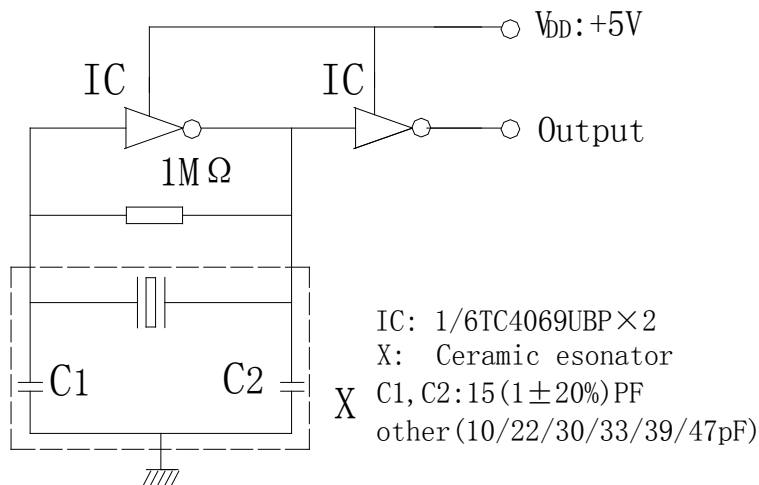 VDD:+5V
IC
IC
Output
1MΩ
C1
C2
X
IC: 1/6TC4069UBP×2
X: Ceramic esonator
C1,C2:15(1±20%)PF
other(10/22/30/33/39/47pF)